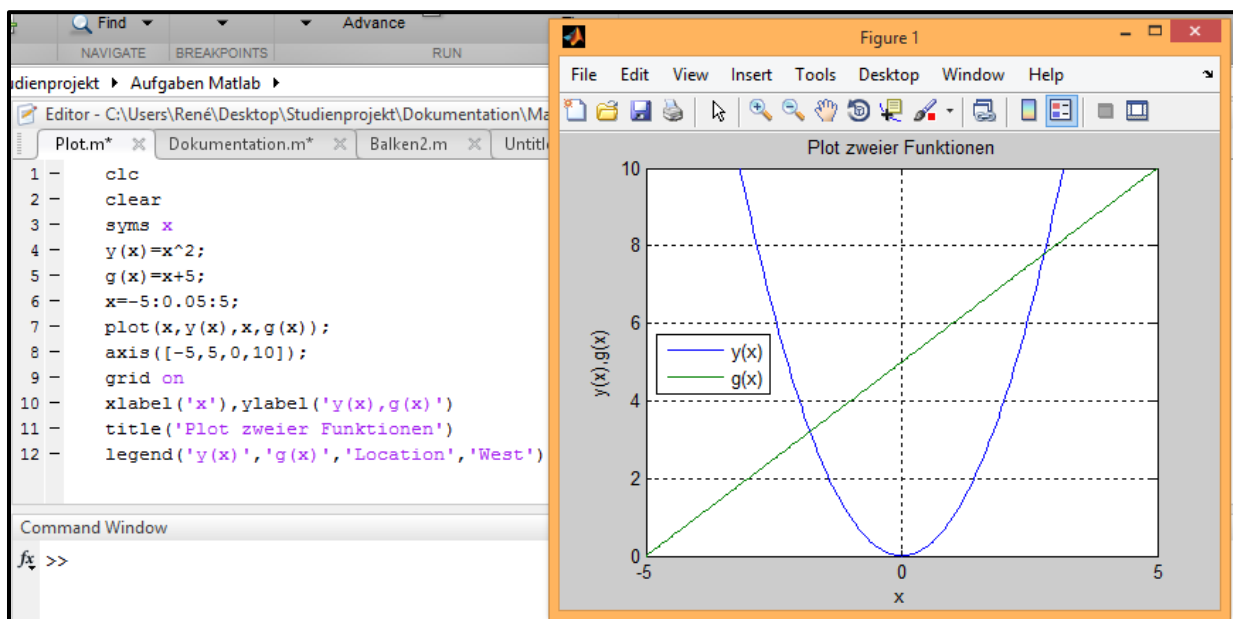 Find
Advance
NAVIGATE BREAKPOINTS RUN
udienprojekt Aufgaben Matlab
Editor - C:\Users\René\Desktop\Studienprojekt\Dokumentation\Ma
Plot.m* Dokumentation.m* Balken2.m Untitle
1 - clc
2 - clear
3 - syms x
4 - y(x)=x^2;
5 - g(x)=x+5;
6 - x=-5:0.05:5;
7 - plot(x,y(x),x,g(x));
8 - axis([-5,5,0,10]);
9 - grid on
10 - xlabel('x'),ylabel('y(x),g(x)')
11 - title('Plot zweier Funktionen')
12 - legend('y(x)','g(x)','Location','West')
Command Window
fx >>
Figure 1
File Edit View Insert Tools Desktop Window Help
Plot zweier Funktionen
10
8
6
4
2
0
y(x),g(x)
y(x)
g(x)
-5 0 5
x